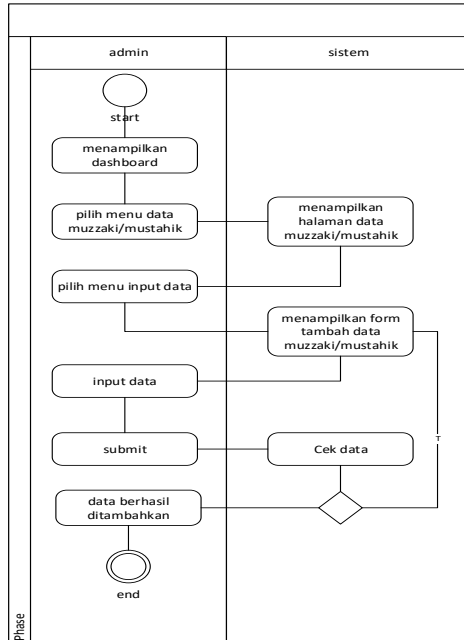 admin
sistem
start
menampilkan
dashboard
pilih menu data
muzzaki/mustahik
menampilkan
halaman data
muzzaki/mustahik
pilih menu input data
menampilkan form
tambah data
muzzaki/mustahik
input data
T
submit
Cek data
data berhasil
ditambahkan
end
Phase